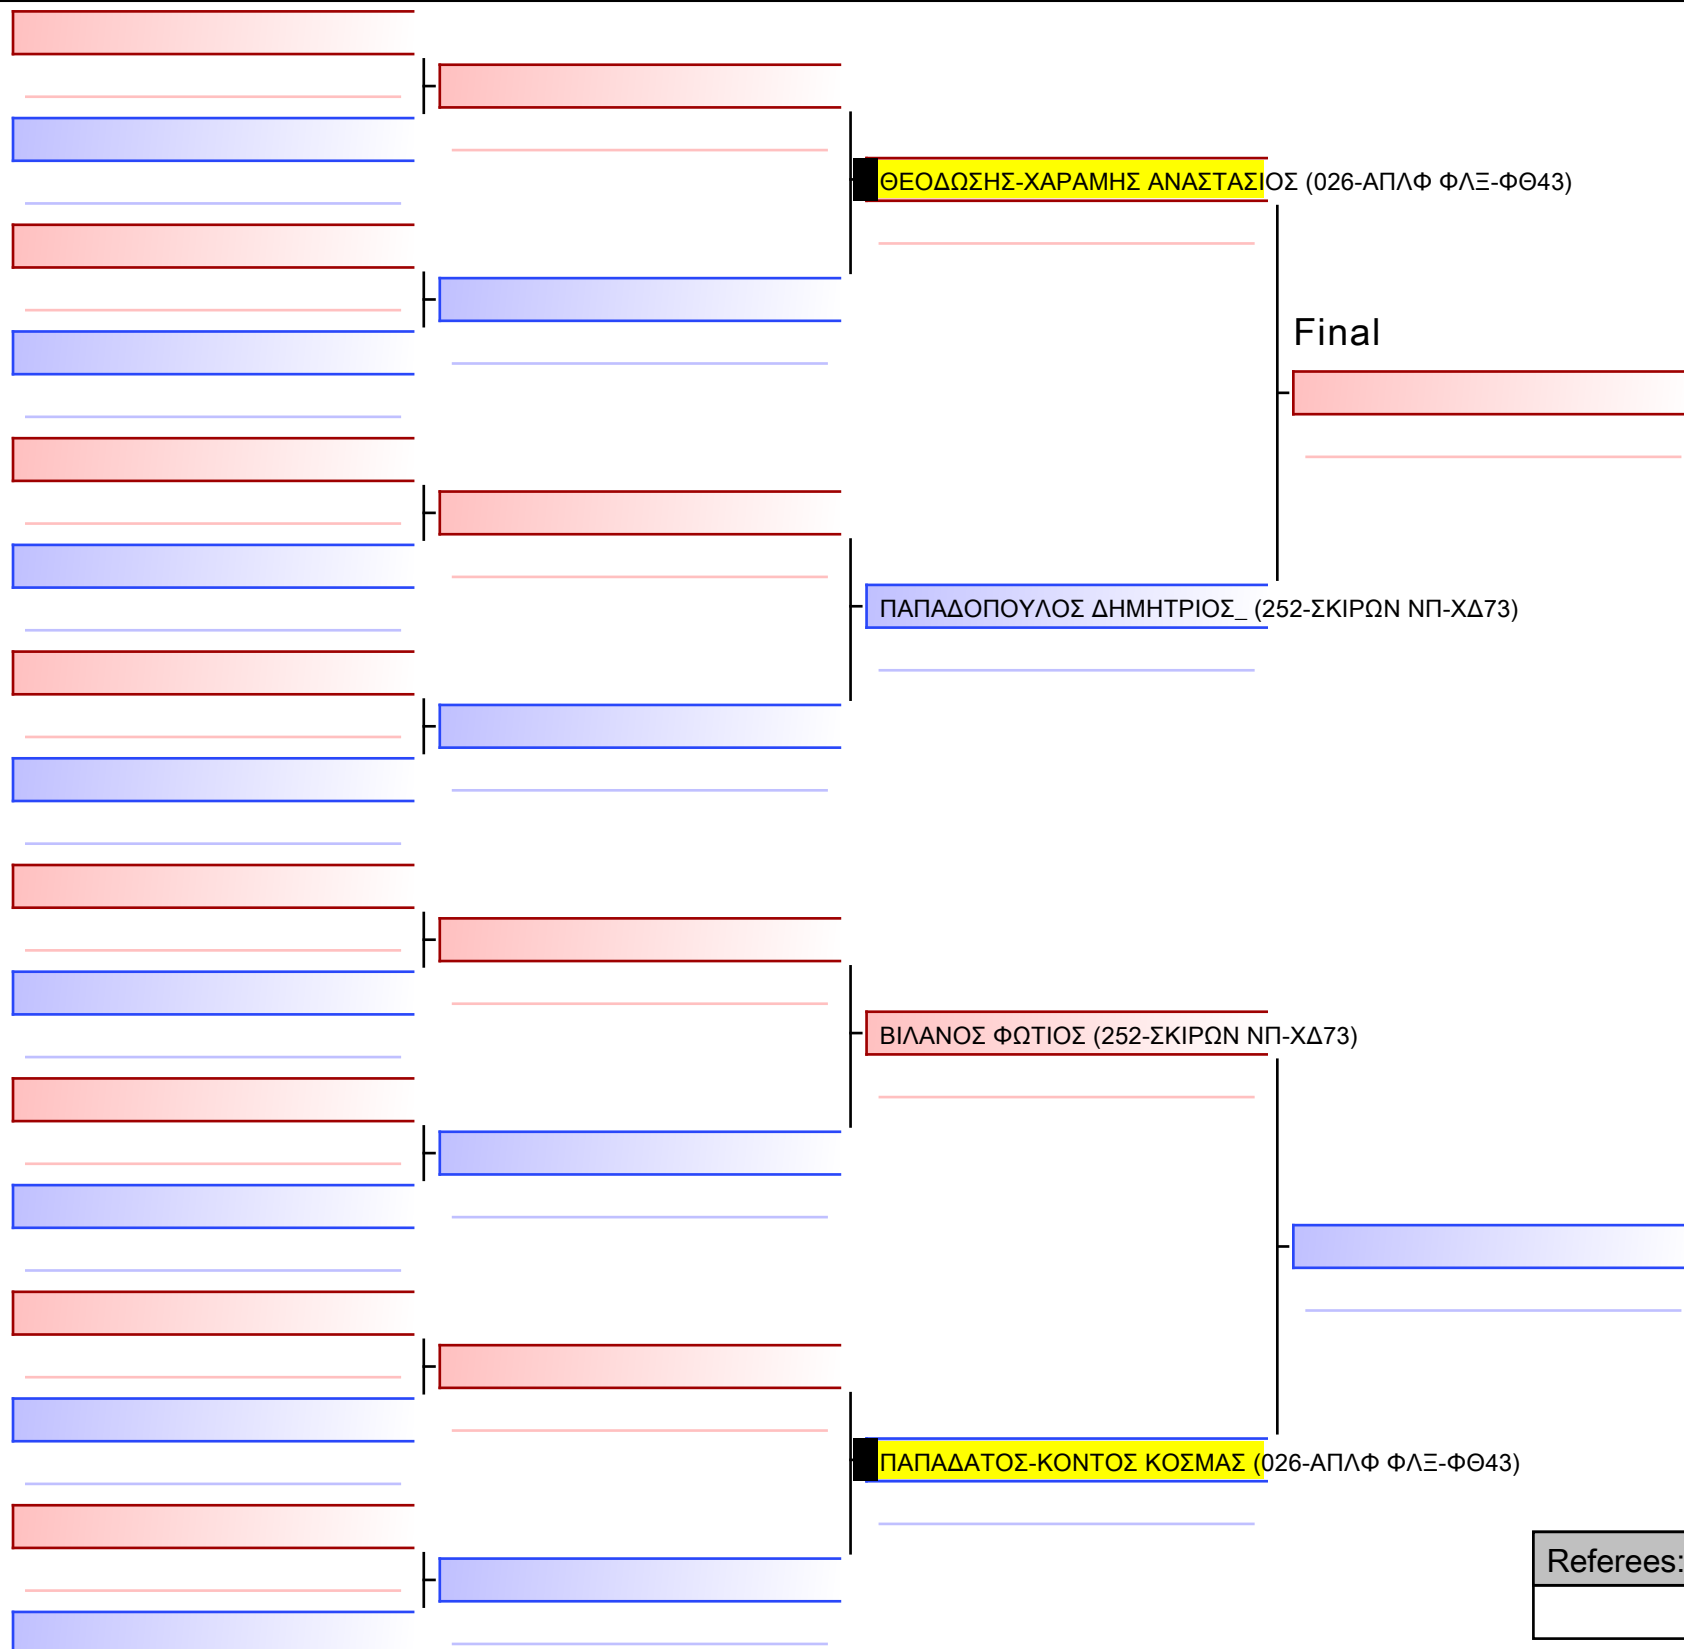 ΘΕΟΔΩΣΗΣ-ΧΑΡΑΜΗΣ ΑΝΑΣΤΑΣΙΟΣ (026-ΑΠΛΦ ΦΛΞ-ΦΘ43)
Final
ΠΑΠΑΔΟΠΟΥΛΟΣ ΔΗΜΗΤΡΙΟΣ_ (252-ΣΚΙΡΩΝ ΝΠ-ΧΔ73)
ΒΙΛΑΝΟΣ ΦΩΤΙΟΣ (252-ΣΚΙΡΩΝ ΝΠ-ΧΔ73)
ΠΑΠΑΔΑΤΟΣ-ΚΟΝΤΟΣ ΚΟΣΜΑΣ (026-ΑΠΛΦ ΦΛΞ-ΦΘ43)
Referees: